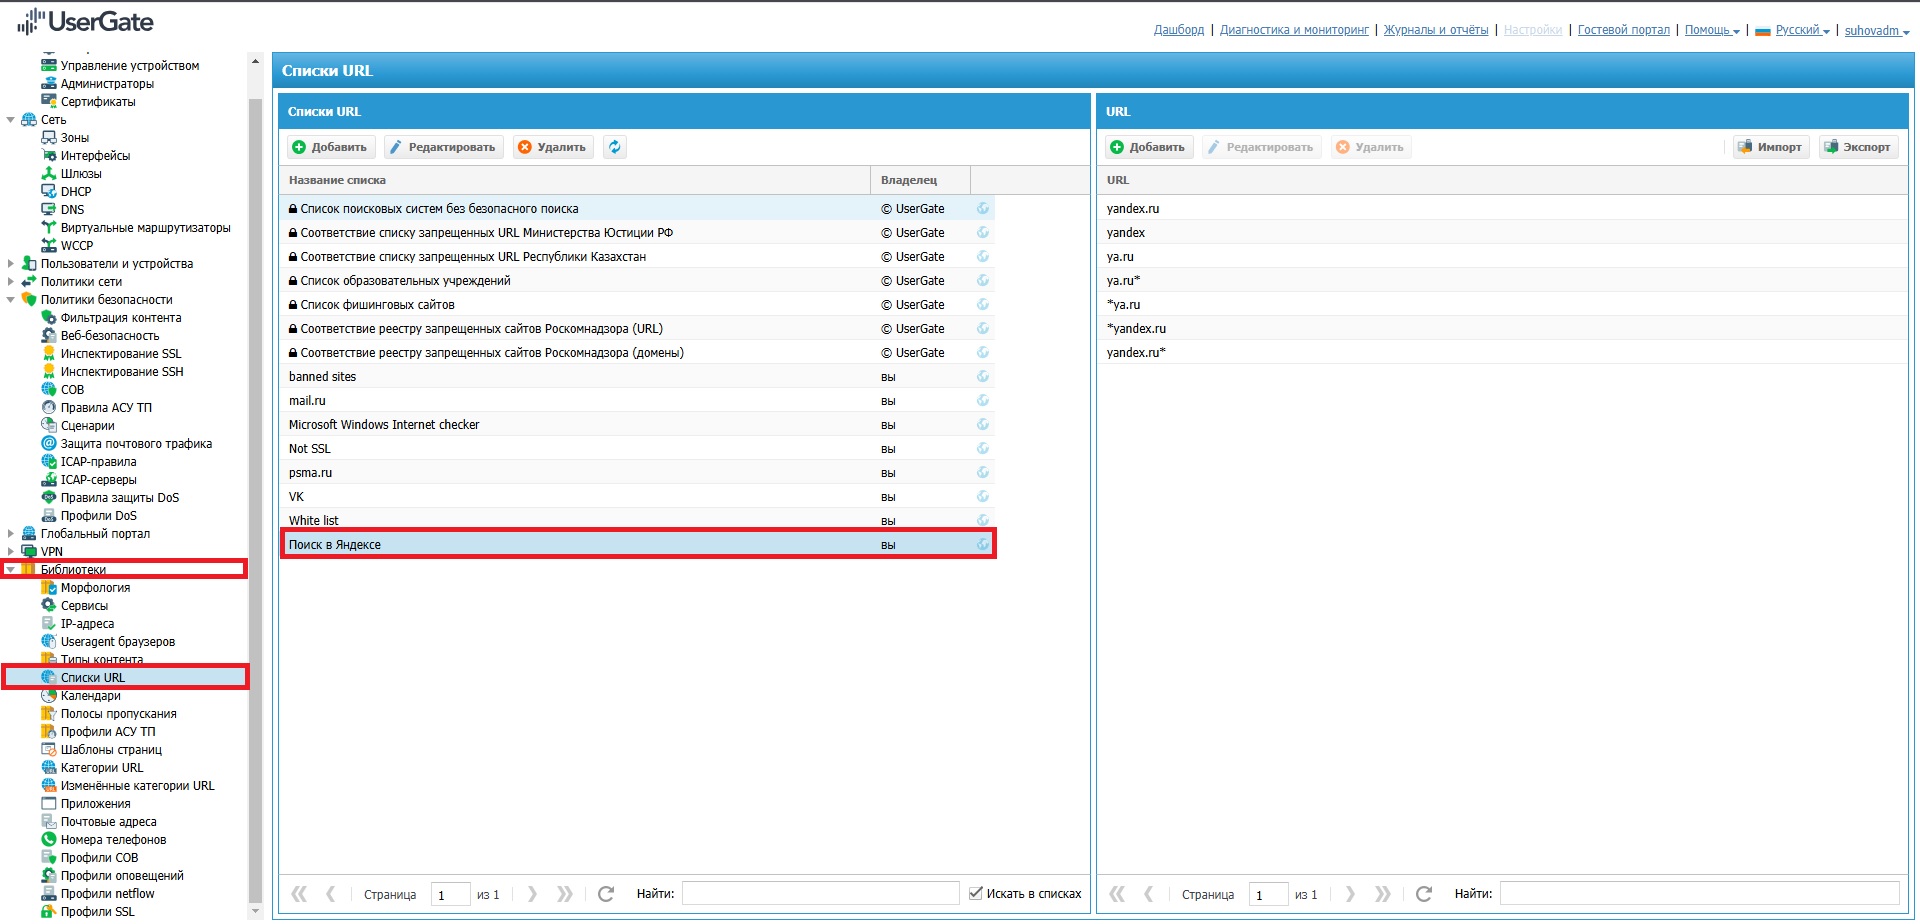 UserGate
Дашборд | Диагностика и мониторинг | Журналы и отчёты | Настройки | Гостевой портал | Помощь | Русский | suhovadm
Управление устройством
Администраторы
Сертификаты
Сеть
Зоны
Интерфейсы
Шлюзы
DHCP
DNS
Виртуальные маршрутизаторы
WCCP
Пользователи и устройства
Политики сети
Политики безопасности
Фильтрация контента
Веб-безопасность
Инспектирование SSL
Инспектирование SSH
СОВ
Правила АСУ ТП
Сценарии
Защита почтового трафика
ICAP-правила
ICAP-серверы
Правила защиты DoS
Профили DoS
Глобальный портал
VPN
Библиотеки
Морфология
Сервисы
IP-адреса
Useragent браузеров
Типы контента
Списки URL
Календари
Полосы пропускания
Профили АСУ ТП
Шаблоны страниц
Категории URL
Изменённые категории URL
Приложения
Почтовые адреса
Номера телефонов
Профили СОВ
Профили оповещений
Профили netflow
Профили SSL
Списки URL
Списки URL
Добавить Редактировать Удалить
Название списка Владелец
Список поисковых систем без безопасного поиска © UserGate
Соответствие списку запрещенных URL Министерства Юстиции РФ © UserGate
Соответствие списку запрещенных URL Республики Казахстан © UserGate
Список образовательных учреждений © UserGate
Список фишинговых сайтов © UserGate
Соответствие реестру запрещенных сайтов Роскомнадзора (URL) © UserGate
Соответствие реестру запрещенных сайтов Роскомнадзора (домены) © UserGate
banned sites вы
mail.ru вы
Microsoft Windows Internet checker вы
Not SSL вы
psma.ru вы
VK вы
White list вы
Поиск в Яндексе вы
Страница 1 из 1 Найти: Искать в списках
URL
Добавить Редактировать Удалить Импорт Экспорт
URL
yandex.ru
yandex
ya.ru
ya.ru*
*ya.ru
*yandex.ru
yandex.ru*
Страница 1 из 1 Найти: